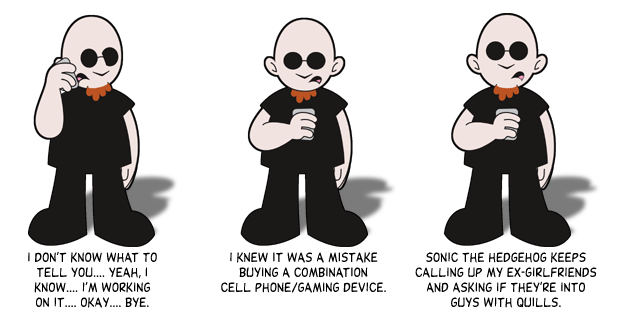 I DON'T KNOW WHAT TO
TELL YOU.... YEAH, I
KNOW.... I'M WORKING
ON IT.... OKAY.... BYE.
I KNEW IT WAS A MISTAKE
BUYING A COMBINATION
CELL PHONE/GAMING DEVICE.
SONIC THE HEDGEHOG KEEPS
CALLING UP MY EX-GIRLFRIENDS
AND ASKING IF THEY'RE INTO
GUYS WITH QUILLS.